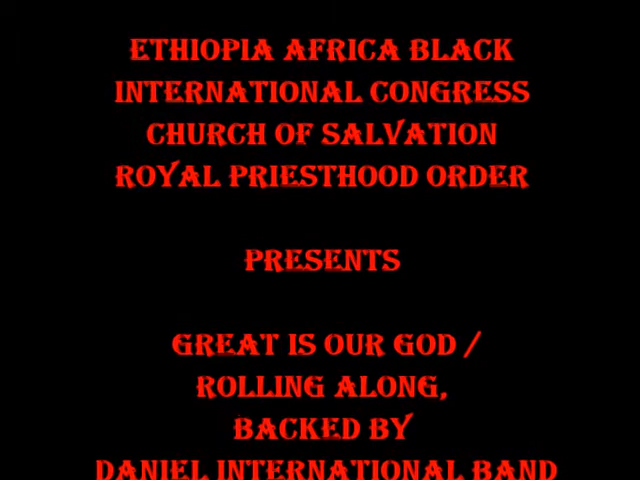 ETHIOPIA AFRICA BLACK
INTERNATIONAL CONGRESS
CHURCH OF SALVATION
ROYAL PRIESTHOOD ORDER
PRESENTS
GREAT IS OUR GOD /
ROLLING ALONG,
BACKED BY
DANIEL INTERNATIONAL BAND